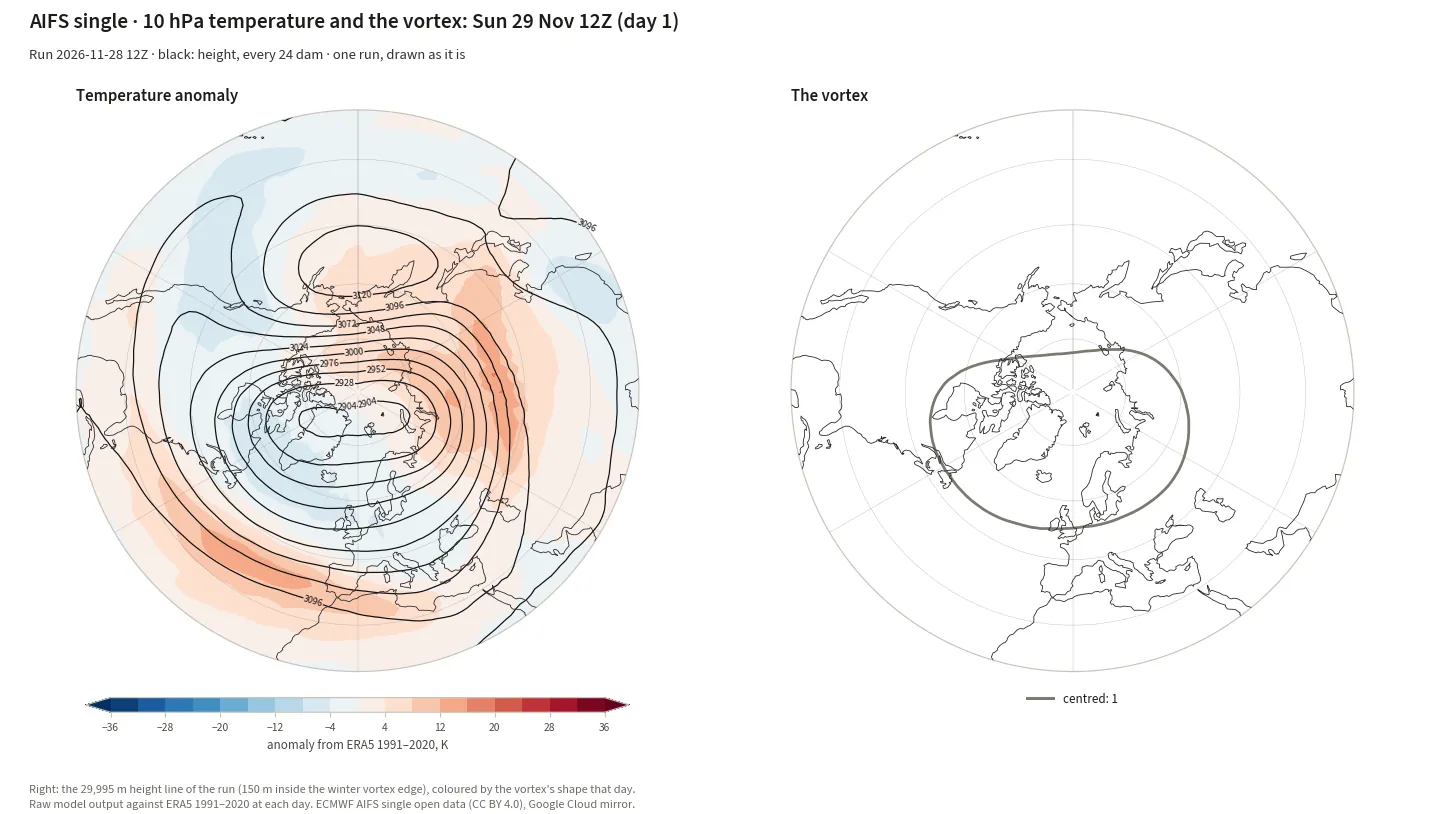 AIFS single · 10 hPa temperature and the vortex: Sun 29 Nov 12Z (day 1)
Run 2026-11-28 12Z · black: height, every 24 dam · one run, drawn as it is
Temperature anomaly
The vortex
3096
3120
3096
3072
3048
3024
3000
2976
2952
2928
2904
2904
3096
−36 −28 −20 −12 −4 4 12 20 28 36
anomaly from ERA5 1991–2020, K
centred: 1
Right: the 29,995 m height line of the run (150 m inside the winter vortex edge), coloured by the vortex's shape that day.
Raw model output against ERA5 1991–2020 at each day. ECMWF AIFS single open data (CC BY 4.0), Google Cloud mirror.